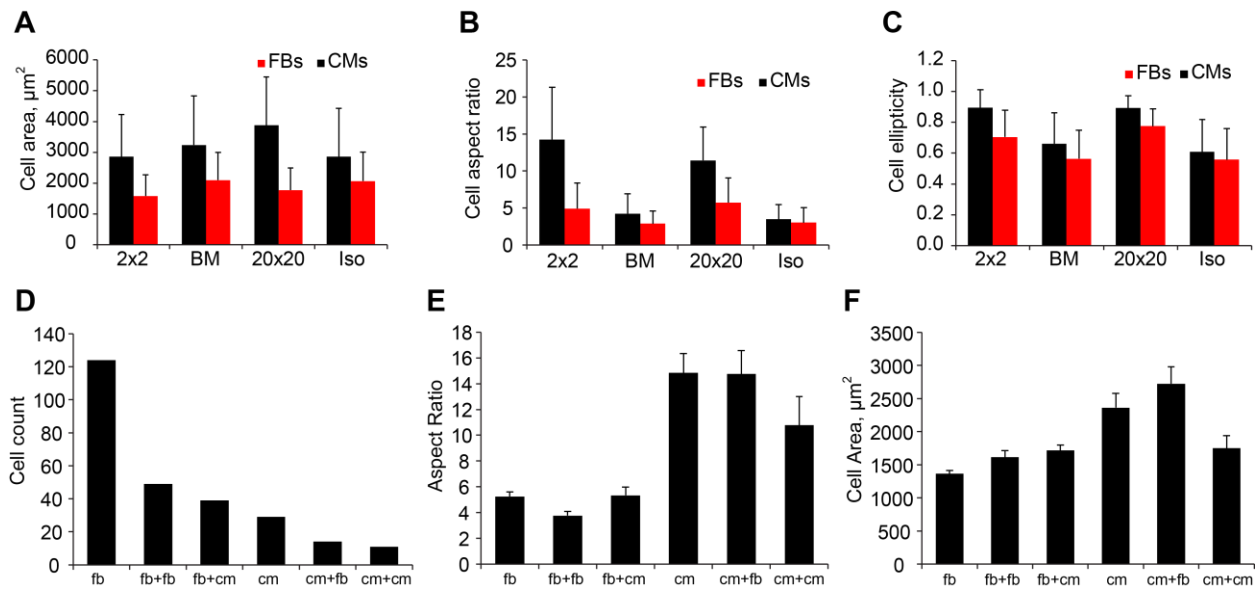 A
Cell area, µm²
6000
5000
4000
3000
2000
1000
0
FBs CMs
2x2 BM 20x20 Iso
B
Cell aspect ratio
25
20
15
10
5
0
FBs CMs
2x2 BM 20x20 Iso
C
Cell ellipticity
1.2
1.0
0.8
0.6
0.4
0.2
0.0
FBs CMs
2x2 BM 20x20 Iso
D
Cell count
140
120
100
80
60
40
20
0
fb fb+fb fb+cm cm cm+fb cm+cm
E
Aspect Ratio
18
16
14
12
10
8
6
4
2
0
fb fb+fb fb+cm cm cm+fb cm+cm
F
Cell Area, µm²
3500
3000
2500
2000
1500
1000
500
0
fb fb+fb fb+cm cm cm+fb cm+cm